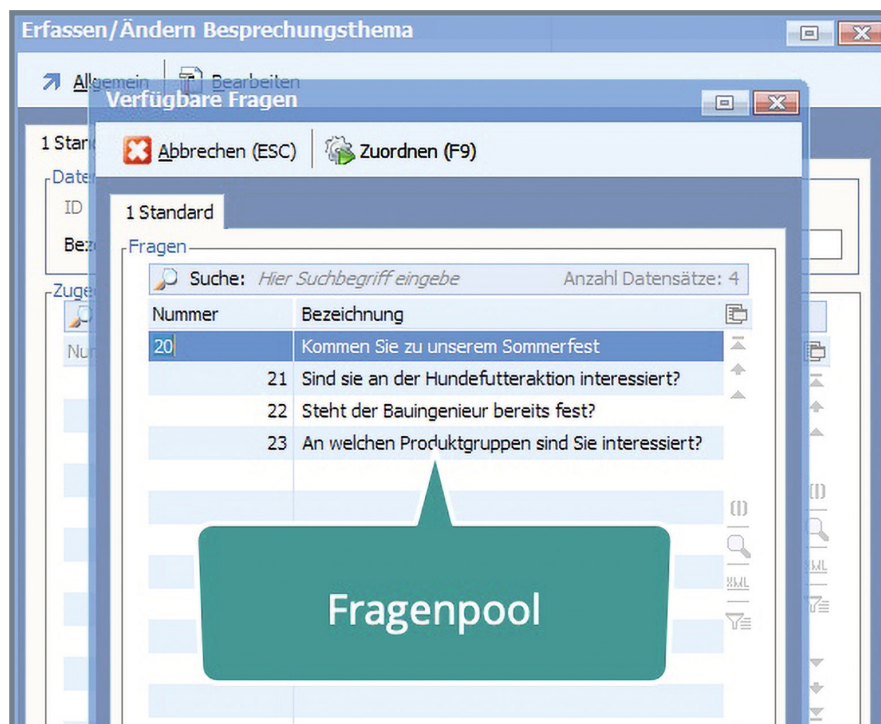 Erfassen/Ändern Besprechungsthema
Allgemein Bearbeiten
Verfügbare Fragen
Abbrechen (ESC) Zuordnen (F9)
1 Standard
Fragen
Suche: Hier Suchbegriff eingebe Anzahl Datensätze: 4
Nummer Bezeichnung
20 Kommen Sie zu unserem Sommerfest
21 Sind sie an der Hundefutteraktion interessiert?
22 Steht der Bauingenieur bereits fest?
23 An welchen Produktgruppen sind Sie interessiert?
Fragenpool
ID
XML
XML